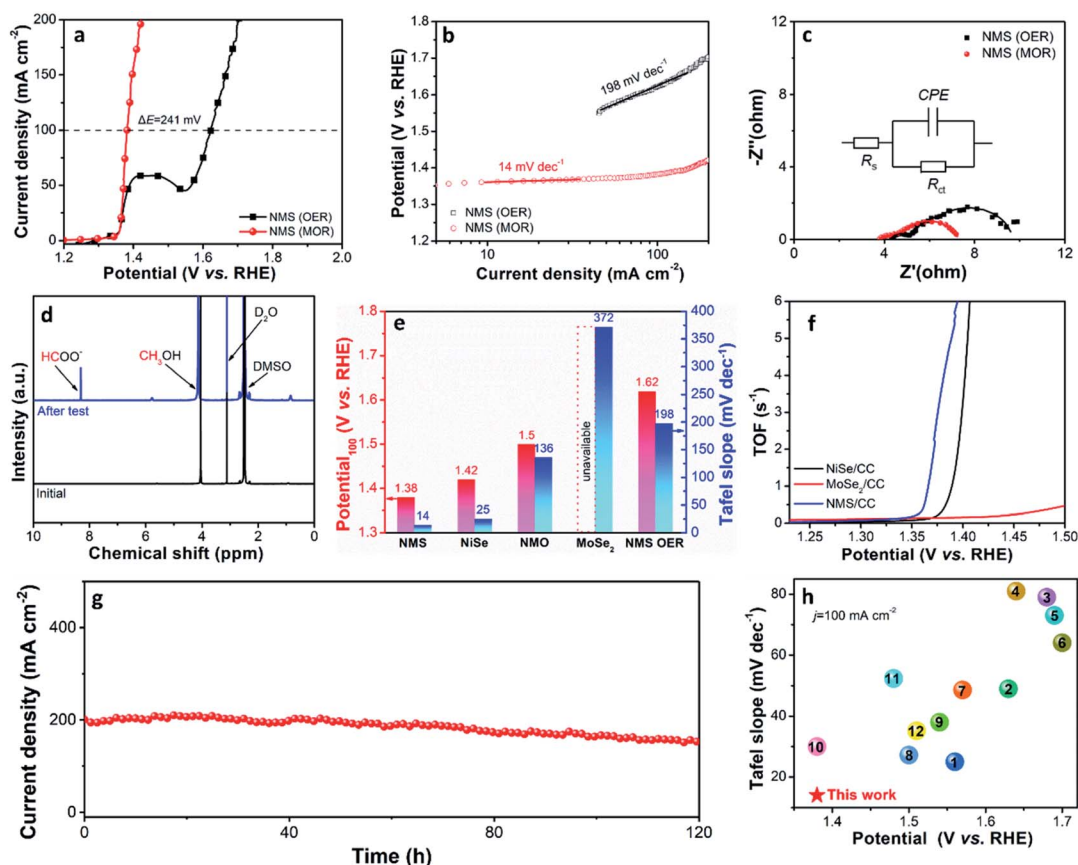 a
200
150
100
50
0
Current density (mA cm⁻²)
ΔE=241 mV
NMS (OER)
NMS (MOR)
1.2 1.4 1.6 1.8 2.0
Potential (V vs. RHE)
b
1.8
1.7
1.6
1.5
1.4
1.3
1.2
Potential (V vs. RHE)
198 mV dec⁻¹
14 mV dec⁻¹
NMS (OER)
NMS (MOR)
10 100
Current density (mA cm⁻²)
c
NMS (OER)
NMS (MOR)
-Z''(ohm)
CPE
Rs
Rct
0 2 4 6 8 10 12
Z'(ohm)
d
Intensity (a.u.)
HCOO⁻
CH₃OH
D₂O
DMSO
After test
Initial
10 8 6 4 2 0
Chemical shift (ppm)
e
1.8
1.7
1.6
1.5
1.4
1.3
Potential₁₀₀ (V vs. RHE)
1.38
14
1.42
25
1.5
136
unavailable
372
1.62
198
400
350
300
250
200
150
100
50
0
Tafel slope (mV dec⁻¹)
NMS NiSe NMO MoSe₂ NMS OER
f
6
5
4
3
2
1
0
TOF (s⁻¹)
NiSe/CC
MoSe₂/CC
NMS/CC
1.25 1.30 1.35 1.40 1.45 1.50
Potential (V vs. RHE)
g
400
200
0
Current density (mA cm⁻²)
0 40 80 120
Time (h)
h
80
60
40
20
Tafel slope (mV dec⁻¹)
j=100 mA cm⁻²
4
3
5
6
11
7
2
9
12
10
8
1
This work
1.4 1.5 1.6 1.7
Potential (V vs. RHE)